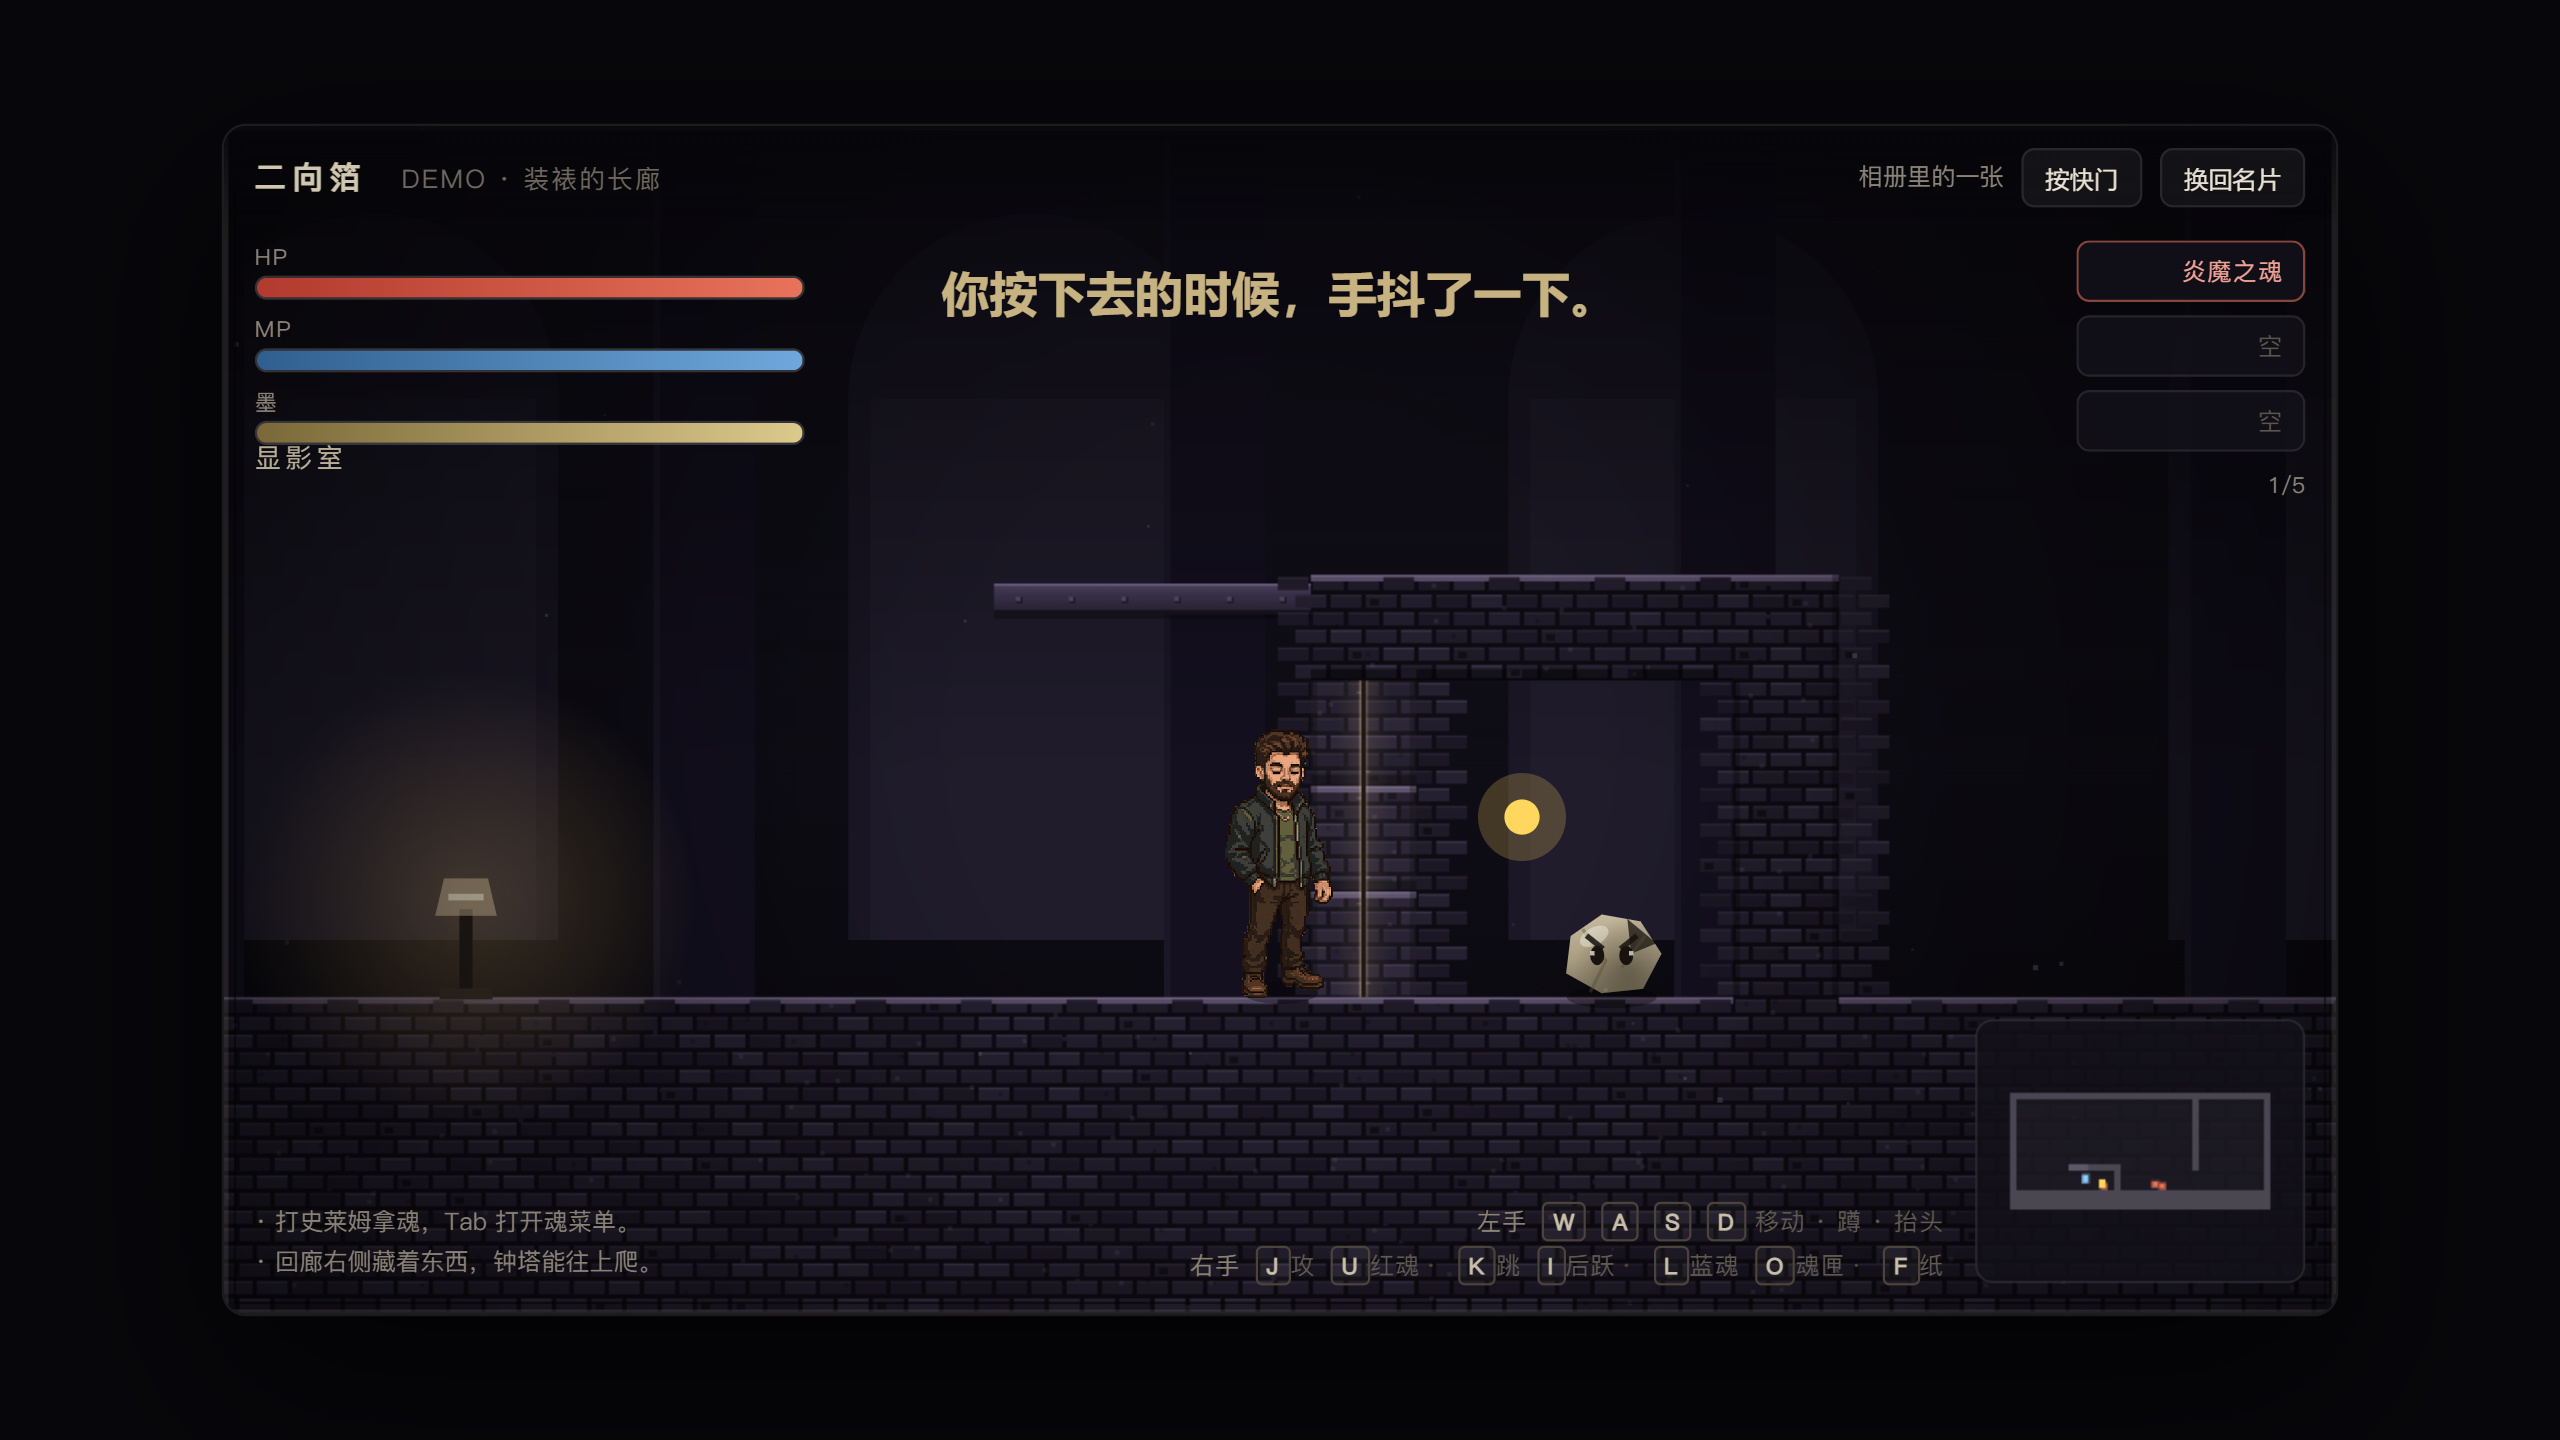 二向箔 DEMO · 装裱的长廊
相册里的一张 按快门 换回名片
HP
MP
墨
显影室
你按下去的时候，手抖了一下。
炎魔之魂
空
空
1/5
· 打史莱姆拿魂，Tab 打开魂菜单。
· 回廊右侧藏着东西，钟塔能往上爬。
左手 W A S D 移动 · 蹲 · 抬头
右手 J 攻 U 红魂 · K 跳 I 后跃 · L 蓝魂 O 魂匣 · F 纸